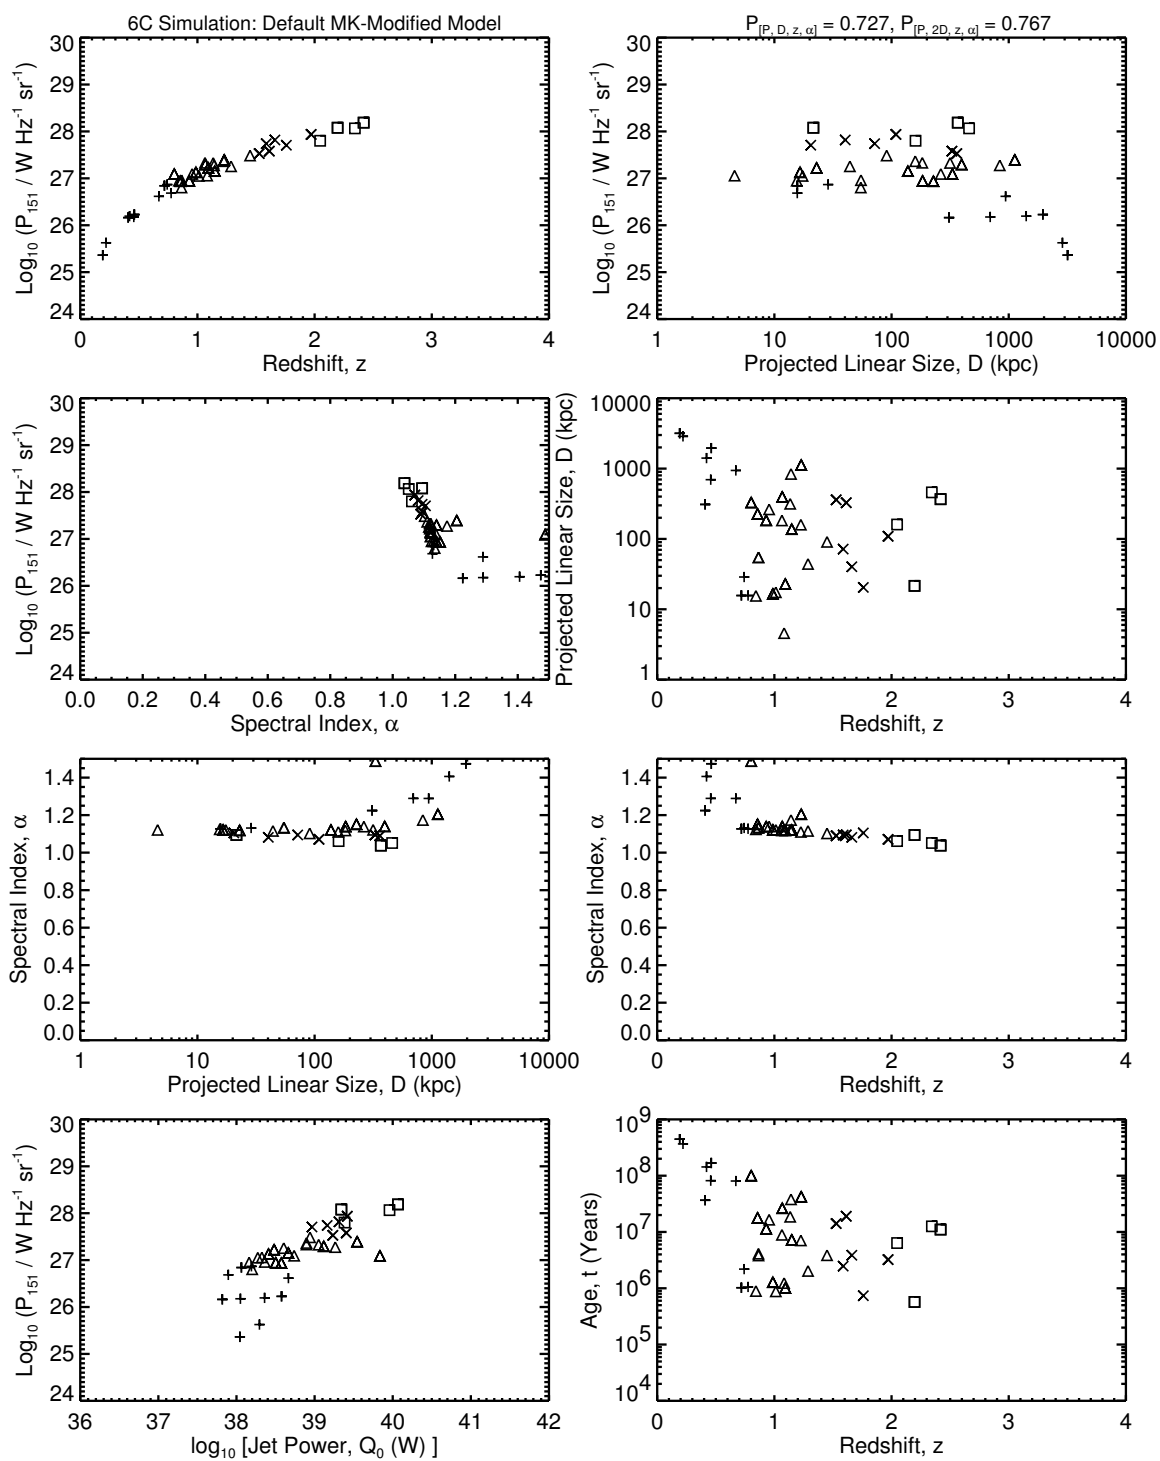 6C Simulation: Default MK-Modified Model
P[P, D, z, α] = 0.727, P[P, 2D, z, α] = 0.767
30
29
28
27
26
25
24
Log10 (P151 / W Hz-1 sr-1)
0 1 2 3 4
Redshift, z
30
29
28
27
26
25
24
Log10 (P151 / W Hz-1 sr-1)
1 10 100 1000 10000
Projected Linear Size, D (kpc)
30
29
28
27
26
25
24
Log10 (P151 / W Hz-1 sr-1)
0.0 0.2 0.4 0.6 0.8 1.0 1.2 1.4
Spectral Index, α
10000
1000
100
10
1
Projected Linear Size, D (kpc)
0 1 2 3 4
Redshift, z
1.4
1.2
1.0
0.8
0.6
0.4
0.2
0.0
Spectral Index, α
1 10 100 1000 10000
Projected Linear Size, D (kpc)
1.4
1.2
1.0
0.8
0.6
0.4
0.2
0.0
Spectral Index, α
0 1 2 3 4
Redshift, z
30
29
28
27
26
25
24
Log10 (P151 / W Hz-1 sr-1)
36 37 38 39 40 41 42
log10 [Jet Power, Q0 (W) ]
10^9
10^8
10^7
10^6
10^5
10^4
Age, t (Years)
0 1 2 3 4
Redshift, z